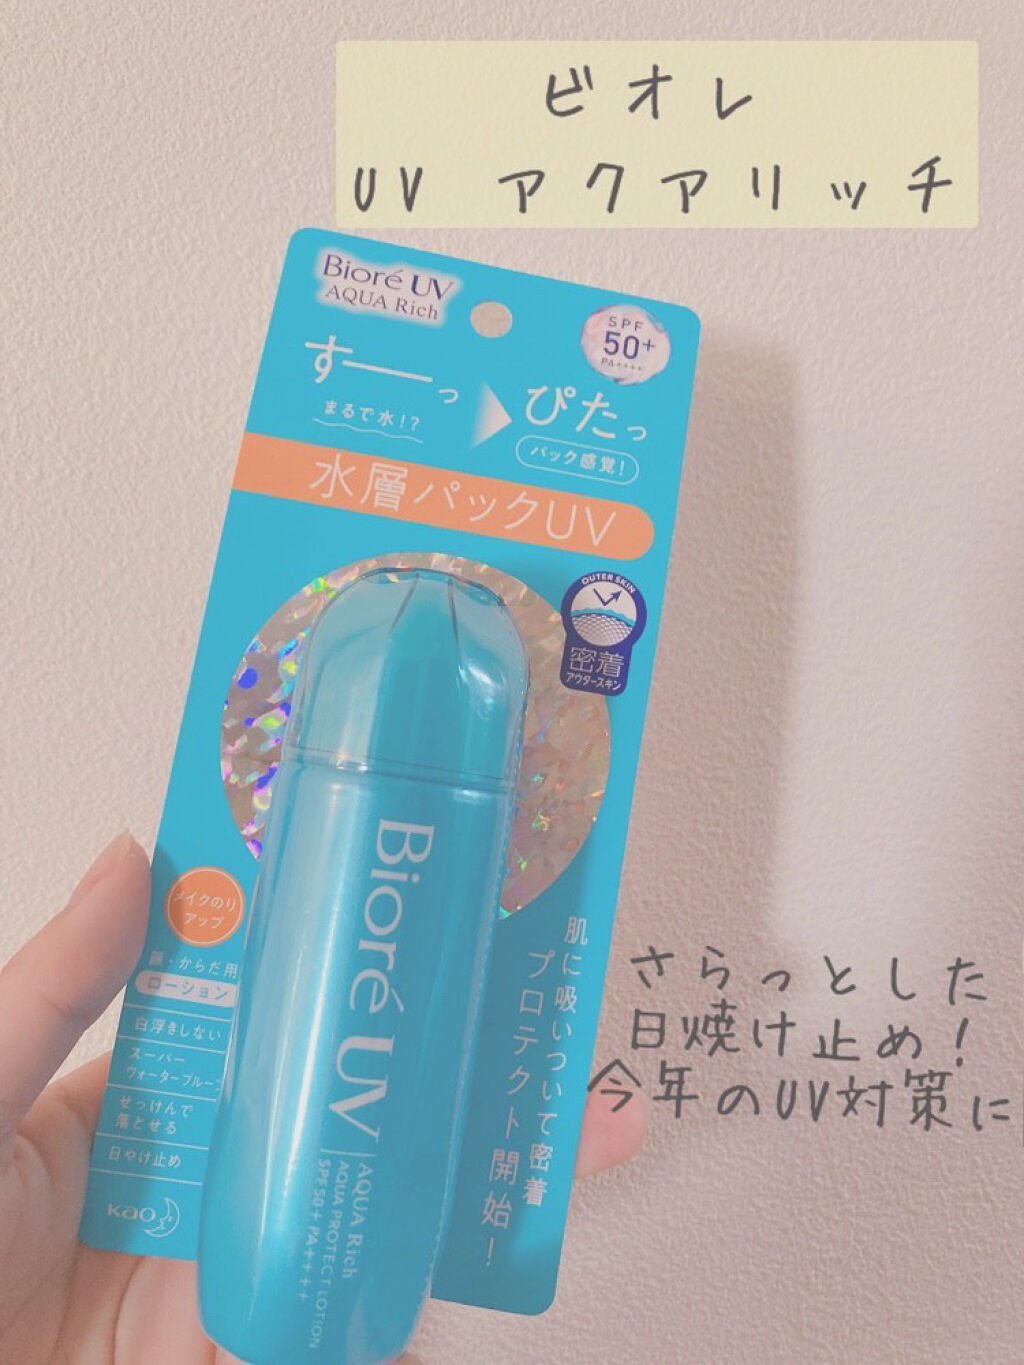 ビオレ
UV アクアリッチ
Bioré UV
AQUA Rich
SPF
50+
PA++++
すーっ
まるで水!?
ぴたっ
パック感覚!
水層パックUV
OUTER SKIN
密着
アウタースキン
メイクのり
アップ
顔・からだ用
ローション
白浮きしない
スーパー
ウォータープルーフ
せっけんで
落とせる
日やけ止め
Kao
Bioré UV
AQUA Rich
AQUA PROTECT LOTION
SPF50+ PA++++
肌に吸いついて密着
プロテクト開始!
さらっとした
日焼け止め!
今年のUV対策に